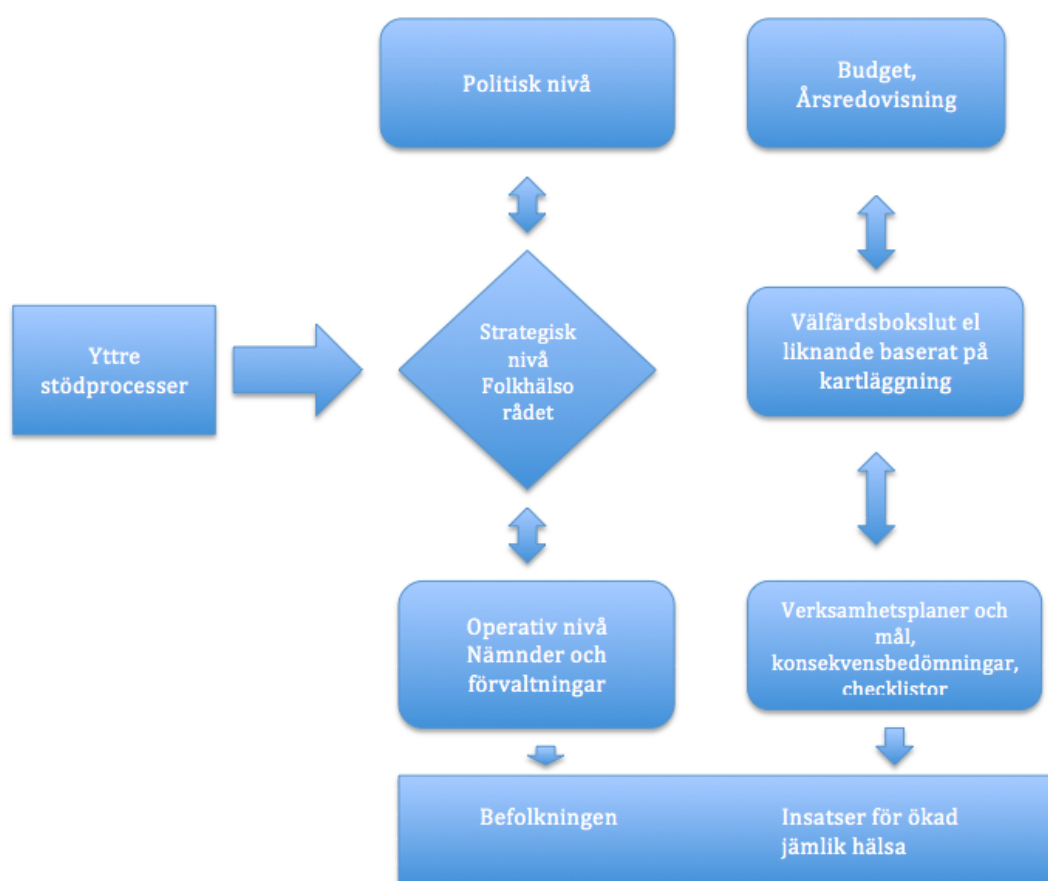 Politisk nivå
Budget,
Årsredovisning
Yttre
stödprocesser
Strategisk
nivå
Folkhälso
rådet
Välfärdsbokslut el
liknande baserat på
kartläggning
Operativ nivå
Nämnder och
förvaltningar
Verksamhetsplaner och
mål,
konsekvensbedömningar,
checklistor
Befolkningen
Insatser för ökad
jämlik hälsa